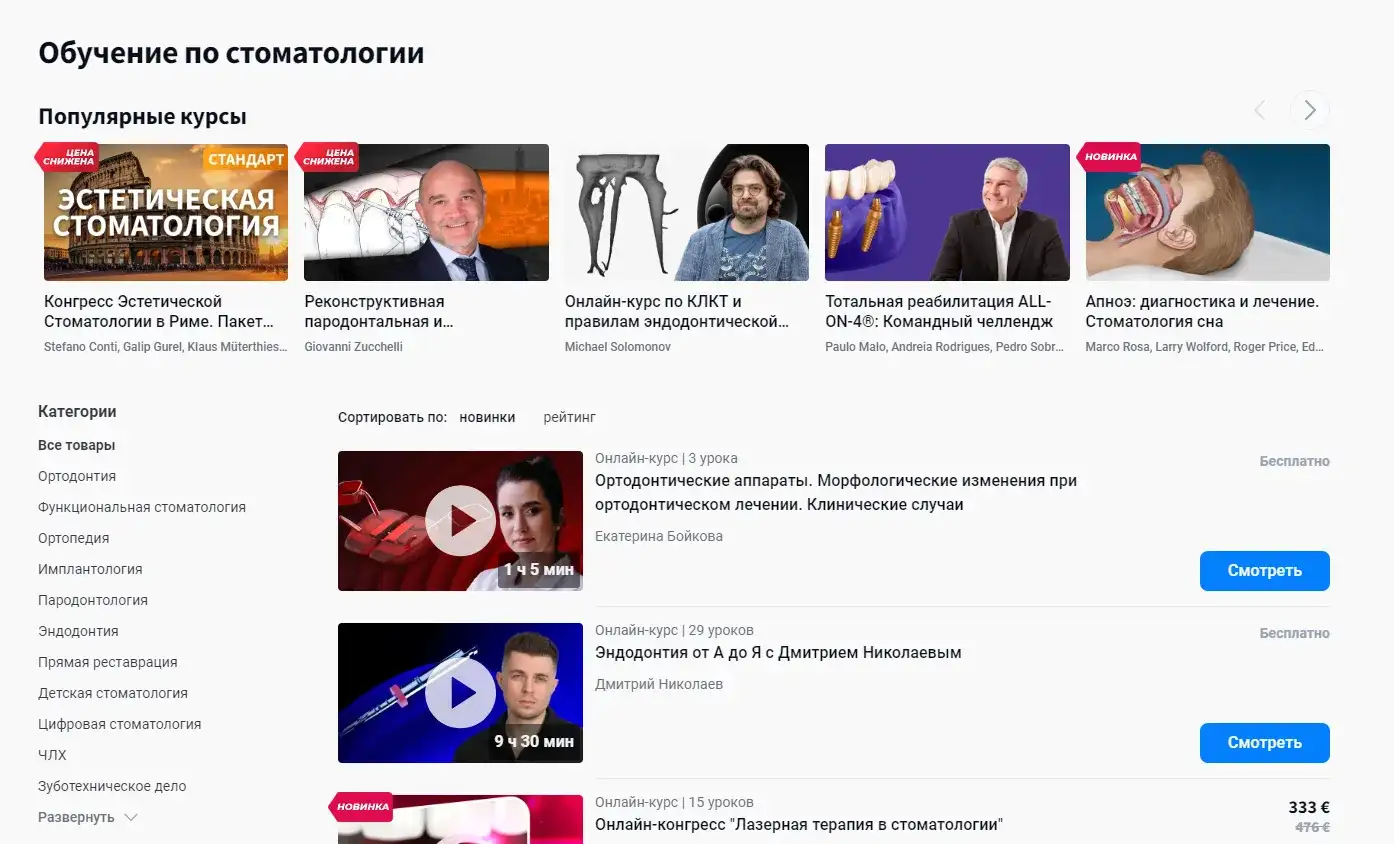 Обучение по стоматологии
Популярные курсы
ЦЕНА
СНИЖЕНА
СТАНДАРТ
ЭСТЕТИЧЕСКАЯ
СТОМАТОЛОГИЯ
Конгресс Эстетической
Стоматологии в Риме. Пакет…
Stefano Conti, Galip Gurel, Klaus Müterthies…
ЦЕНА
СНИЖЕНА
Реконструктивная
пародонтальная и…
Giovanni Zucchelli
Онлайн-курс по КЛКТ и
правилам эндодонтической…
Michael Solomonov
Тотальная реабилитация ALL-
ON-4®: Командный челлендж
Paulo Malo, Andreia Rodrigues, Pedro Sobr…
НОВИНКА
Апноэ: диагностика и лечение.
Стоматология сна
Marco Rosa, Larry Wolford, Roger Price, Ed…
Категории
Все товары
Ортодонтия
Функциональная стоматология
Ортопедия
Имплантология
Пародонтология
Эндодонтия
Прямая реставрация
Детская стоматология
Цифровая стоматология
ЧЛХ
Зуботехническое дело
Развернуть
Сортировать по: новинки рейтинг
1 ч 5 мин
Онлайн-курс | 3 урока
Ортодонтические аппараты. Морфологические изменения при
ортодонтическом лечении. Клинические случаи
Екатерина Бойкова
Бесплатно
Смотреть
9 ч 30 мин
Онлайн-курс | 29 уроков
Эндодонтия от А до Я с Дмитрием Николаевым
Дмитрий Николаев
Бесплатно
Смотреть
НОВИНКА
Онлайн-курс | 15 уроков
Онлайн-конгресс "Лазерная терапия в стоматологии"
333 €
476 €